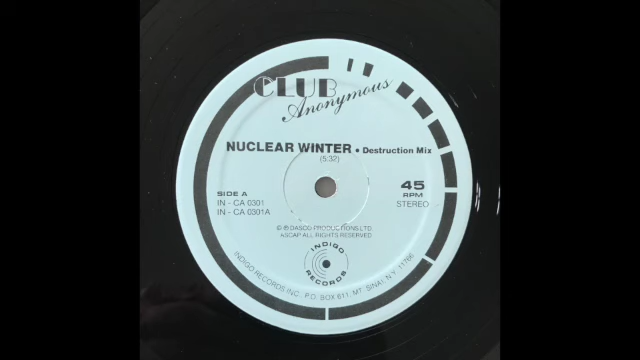 CLUB
Anonymous
NUCLEAR WINTER • Destruction Mix
(5:32)
SIDE A
IN - CA 0301
IN - CA 0301A
45
RPM
STEREO
© ℗ DASCO PRODUCTIONS LTD
ASCAP ALL RIGHTS RESERVED
INDIGO
RECORDS
INDIGO RECORDS INC., P.O. BOX 611, MT. SINAI, N.Y. 11766